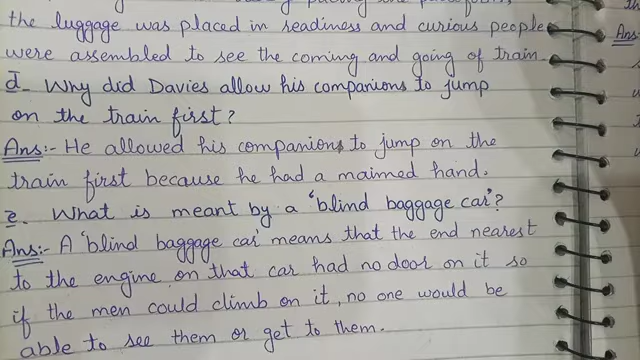 the luggage was placed in readiness and curious people
were assembled to see the coming and going of train.
d. Why did Davies allow his companions to jump
on the train first?
Ans:- He allowed his companions to jump on the
train first because he had a maimed hand.
e. What is meant by a 'blind baggage car'?
Ans:- A 'blind baggage car' means that the end nearest
to the engine on that car had no door on it so
if the men could climb on it, no one would be
able to see them or get to them.
Ans:-